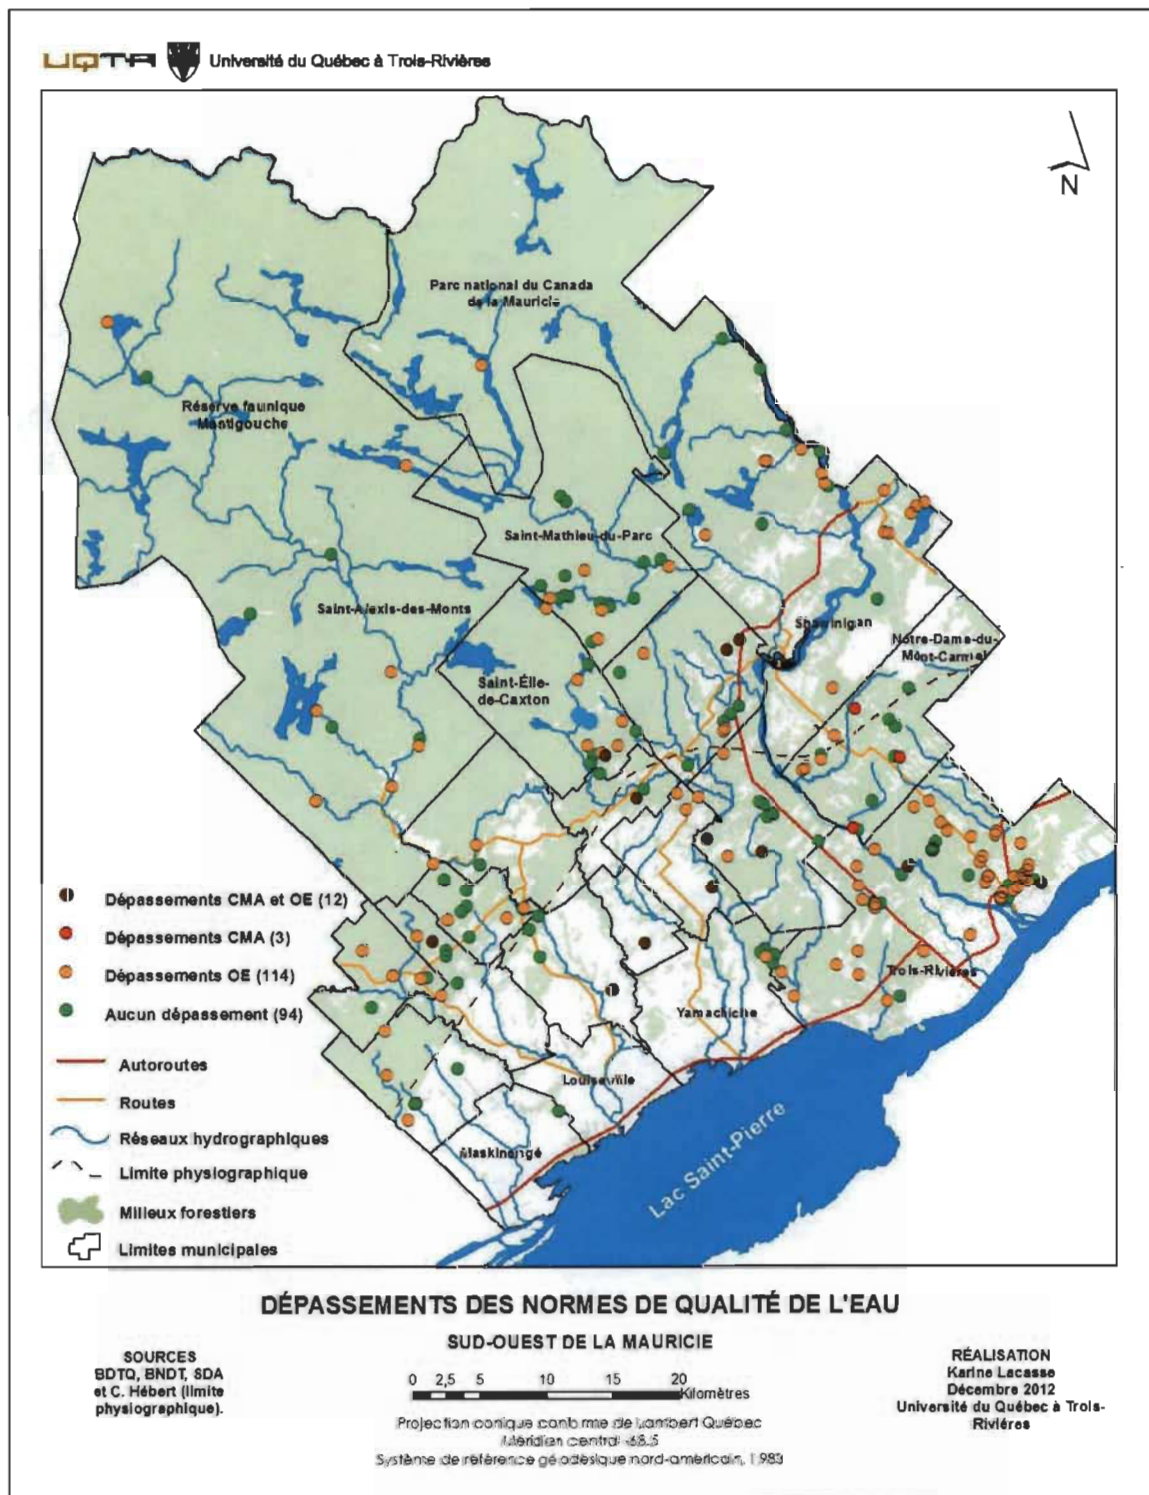 UQTR Université du Québec à Trois-Rivières
N
Parc national du Canada
de la Mauricie
Réserve faunique
Mastigouche
Saint-Mathieu-du-Parc
Saint-Alexis-des-Monts
Shawinigan
Notre-Dame-du-
Mont-Carmel
Saint-Élie-
de-Caxton
Trois-Rivières
Yamachiche
Louiseville
Maskinongé
Lac Saint-Pierre
Dépassements CMA et OE (12)
Dépassements CMA (3)
Dépassements OE (114)
Aucun dépassement (94)
Autoroutes
Routes
Réseaux hydrographiques
Limite physiographique
Milieux forestiers
Limites municipales
DÉPASSEMENTS DES NORMES DE QUALITÉ DE L'EAU
SUD-OUEST DE LA MAURICIE
SOURCES
BDTQ, BNDT, SDA
et C. Hébert (limite
physiographique).
0 2,5 5 10 15 20
Kilomètres
Projection conique conforme de Lambert Québec
Méridien central -68.5
Système de référence géodésique nord-américain, 1983
RÉALISATION
Karine Lacasse
Décembre 2012
Université du Québec à Trois-
Rivières